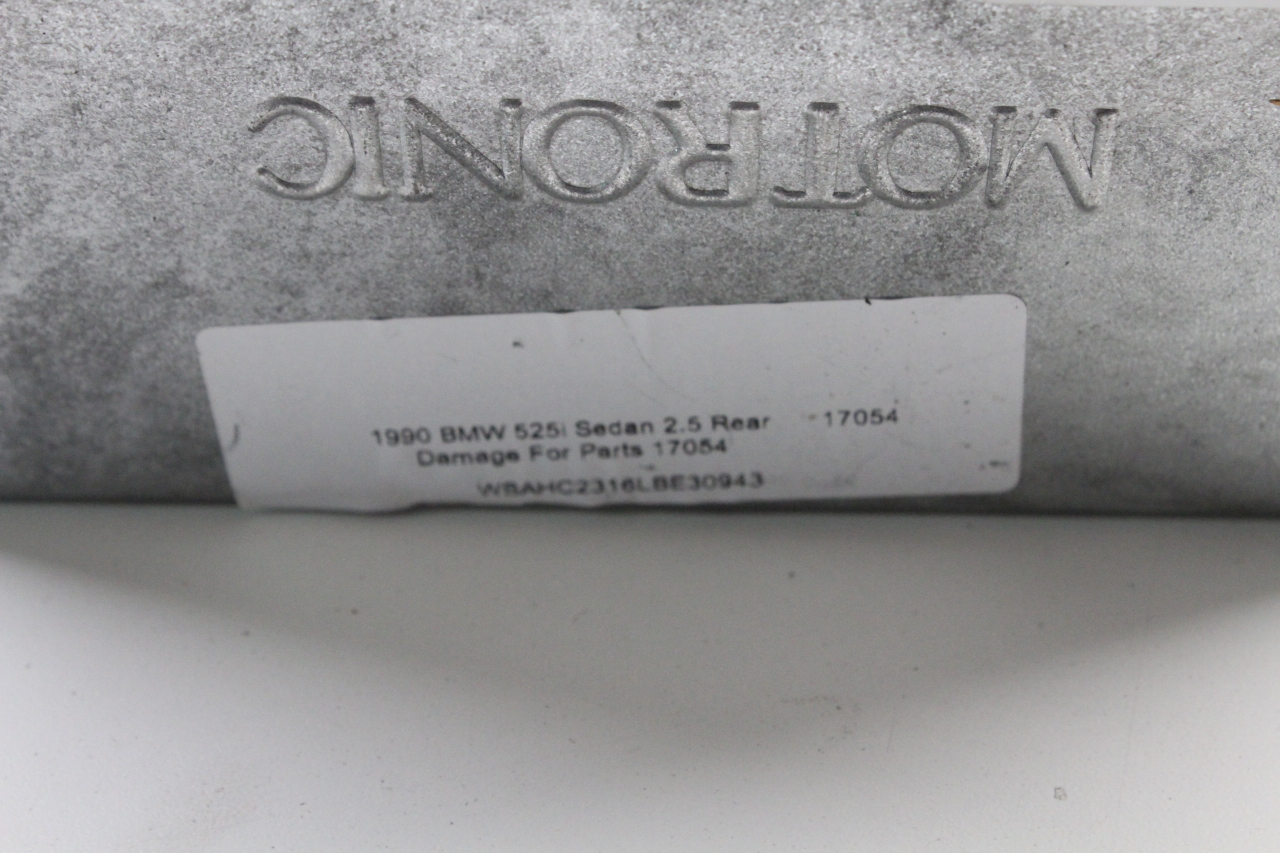 MOTRONIC
1990 BMW 525i Sedan 2.5 Rear 17054
Damage For Parts 17054
WBAHC2316LBE30943